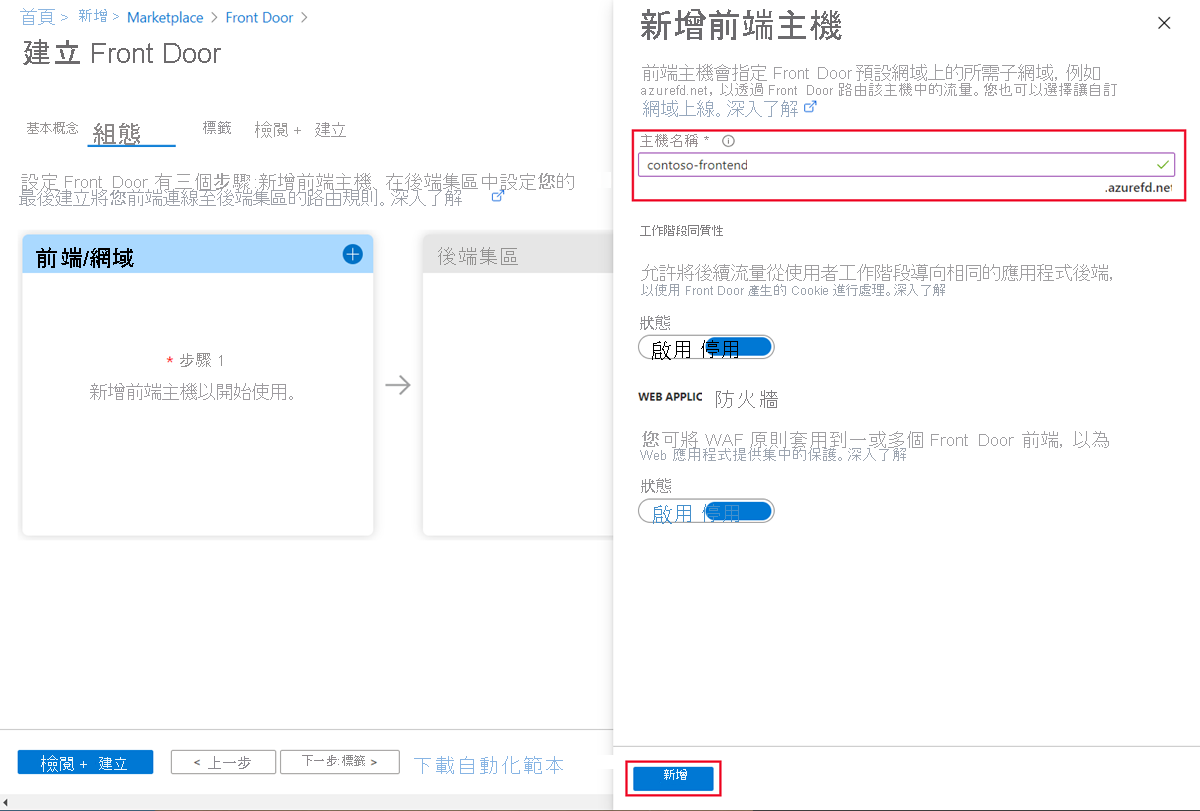 首頁 > 新增 > Marketplace > Front Door >
建立 Front Door
基本概念 組態 標籤 檢閱 + 建立
設定 Front Door 有三個步驟:新增前端主機、在後端集區中設定您的
最後建立將您前端連線至後端集區的路由規則。深入了解
前端/網域
* 步驟 1
新增前端主機以開始使用。
後端集區
檢閱 + 建立
< 上一步
下一步:標籤 >
下載自動化範本
新增前端主機
前端主機會指定 Front Door 預設網域上的所需子網域, 例如
azurefd.net, 以透過 Front Door 路由該主機中的流量。您也可以選擇讓自訂
網域上線。深入了解
主機名稱 *
contoso-frontend
.azurefd.net
工作階段同質性
允許將後續流量從使用者工作階段導向相同的應用程式後端,
以使用 Front Door 產生的 Cookie 進行處理。深入了解
狀態
啟用 停用
WEB APPLIC 防火牆
您可將 WAF 原則套用到一或多個 Front Door 前端, 以為
Web 應用程式提供集中的保護。深入了解
狀態
啟用 停用
新增